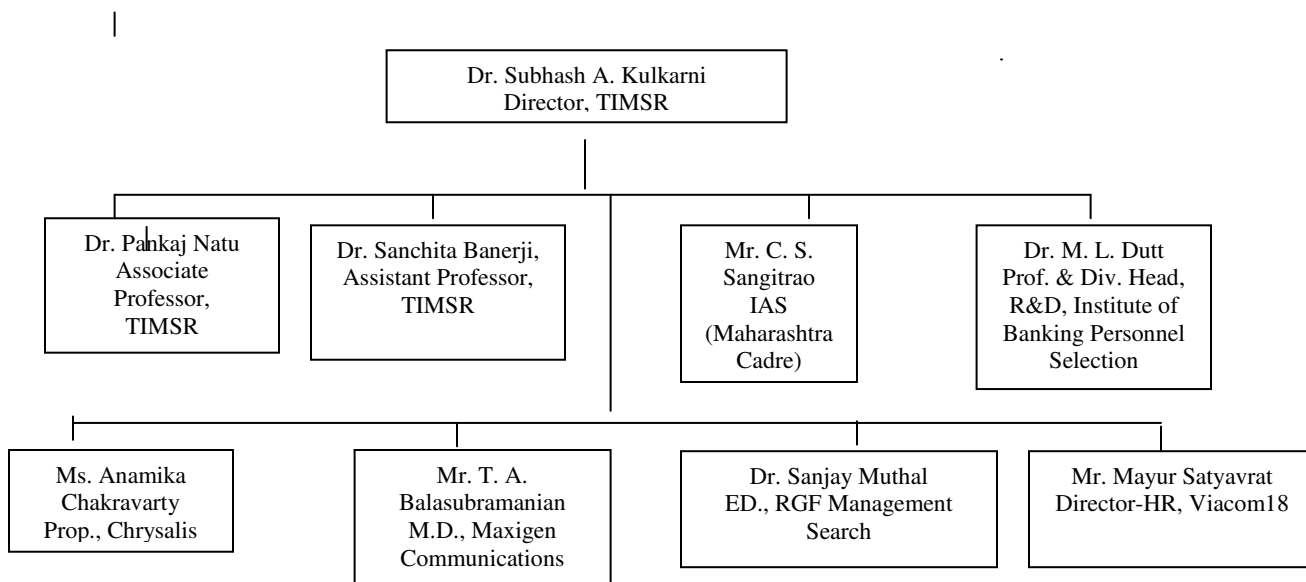 Dr. Subhash A. Kulkarni
Director, TIMSR
Dr. Pankaj Natu
Associate
Professor,
TIMSR
Dr. Sanchita Banerji,
Assistant Professor,
TIMSR
Mr. C. S.
Sangitrao
IAS
(Maharashtra
Cadre)
Dr. M. L. Dutt
Prof. & Div. Head,
R&D, Institute of
Banking Personnel
Selection
Ms. Anamika
Chakravarty
Prop., Chrysalis
Mr. T. A.
Balasubramanian
M.D., Maxigen
Communications
Dr. Sanjay Muthal
ED., RGF Management
Search
Mr. Mayur Satyavrat
Director-HR, Viacom18